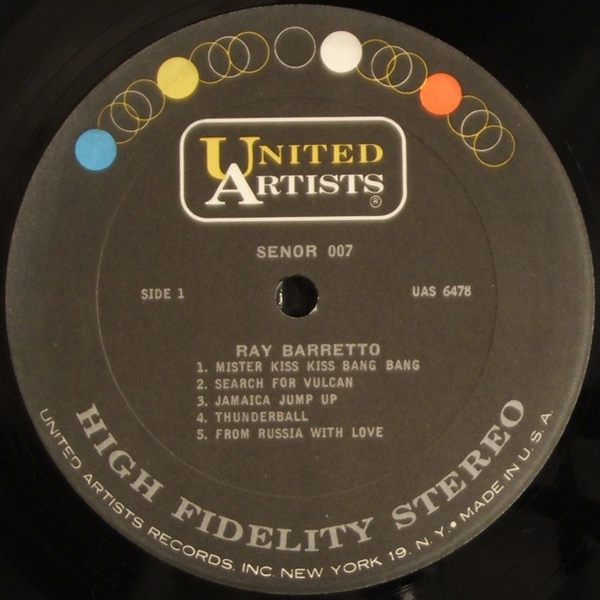 UNITED
ARTISTS
®
SENOR 007
SIDE 1
UAS 6478
RAY BARRETTO
1. MISTER KISS KISS BANG BANG
2. SEARCH FOR VULCAN
3. JAMAICA JUMP UP
4. THUNDERBALL
5. FROM RUSSIA WITH LOVE
HIGH FIDELITY STEREO
UNITED ARTISTS RECORDS, INC. NEW YORK 19, N.Y. • MADE IN U.S.A.